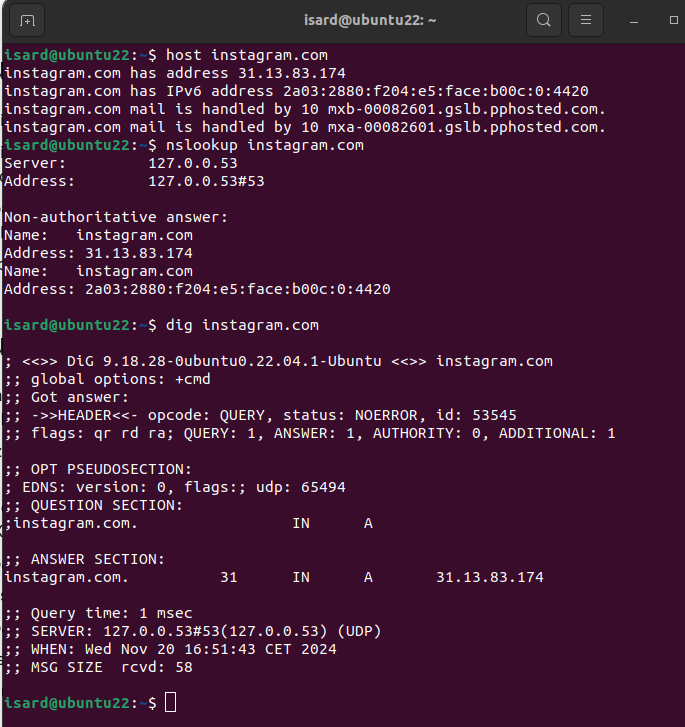 isard@ubuntu22: ~
isard@ubuntu22:~$ host instagram.com
instagram.com has address 31.13.83.174
instagram.com has IPv6 address 2a03:2880:f204:e5:face:b00c:0:4420
instagram.com mail is handled by 10 mxb-00082601.gslb.pphosted.com.
instagram.com mail is handled by 10 mxa-00082601.gslb.pphosted.com.
isard@ubuntu22:~$ nslookup instagram.com
Server:         127.0.0.53
Address:        127.0.0.53#53

Non-authoritative answer:
Name:   instagram.com
Address: 31.13.83.174
Name:   instagram.com
Address: 2a03:2880:f204:e5:face:b00c:0:4420

isard@ubuntu22:~$ dig instagram.com

; <<>> DiG 9.18.28-0ubuntu0.22.04.1-Ubuntu <<>> instagram.com
;; global options: +cmd
;; Got answer:
;; ->>HEADER<<- opcode: QUERY, status: NOERROR, id: 53545
;; flags: qr rd ra; QUERY: 1, ANSWER: 1, AUTHORITY: 0, ADDITIONAL: 1

;; OPT PSEUDOSECTION:
; EDNS: version: 0, flags:; udp: 65494
;; QUESTION SECTION:
;instagram.com.                 IN      A

;; ANSWER SECTION:
instagram.com.          31      IN      A       31.13.83.174

;; Query time: 1 msec
;; SERVER: 127.0.0.53#53(127.0.0.53) (UDP)
;; WHEN: Wed Nov 20 16:51:43 CET 2024
;; MSG SIZE  rcvd: 58

isard@ubuntu22:~$